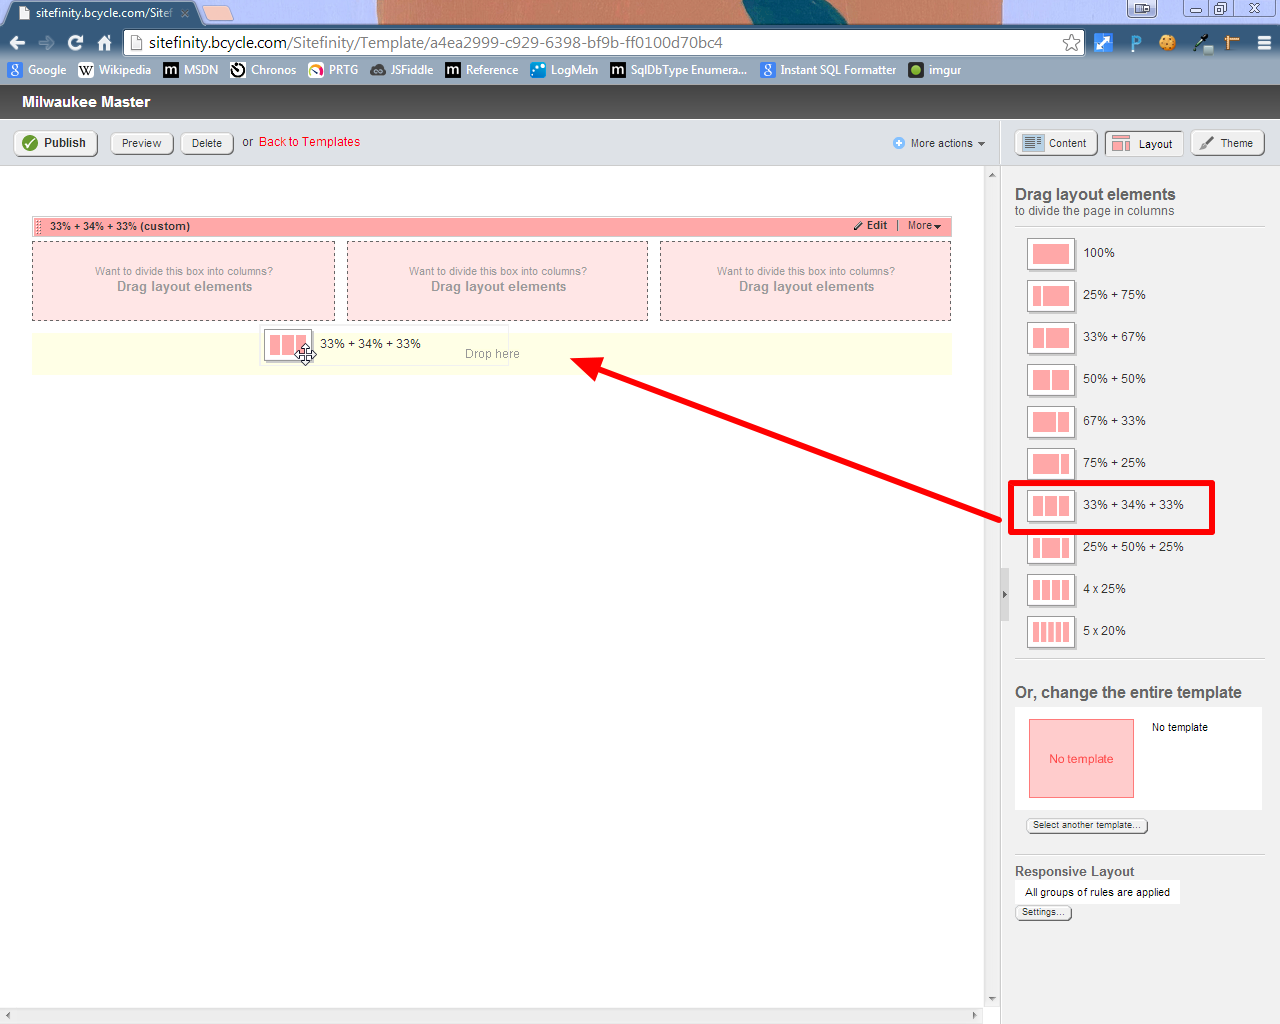 sitefinity.bcycle.com/Sitef
sitefinity.bcycle.com/Sitefinity/Template/a4ea2999-c929-6398-bf9b-ff0100d70bc4
Google Wikipedia MSDN Chronos PRTG JSFiddle Reference LogMeIn SqlDbType Enumera... Instant SQL Formatter imgur
Milwaukee Master
Publish Preview Delete or Back to Templates More actions Content Layout Theme
Drag layout elements
to divide the page in columns
33% + 34% + 33% (custom) Edit | More
Want to divide this box into columns? Want to divide this box into columns? Want to divide this box into columns?
Drag layout elements Drag layout elements Drag layout elements
33% + 34% + 33%
Drop here
100%
25% + 75%
33% + 67%
50% + 50%
67% + 33%
75% + 25%
33% + 34% + 33%
25% + 50% + 25%
4 x 25%
5 x 20%
Or, change the entire template
No template
No template
Select another template...
Responsive Layout
All groups of rules are applied
Settings...